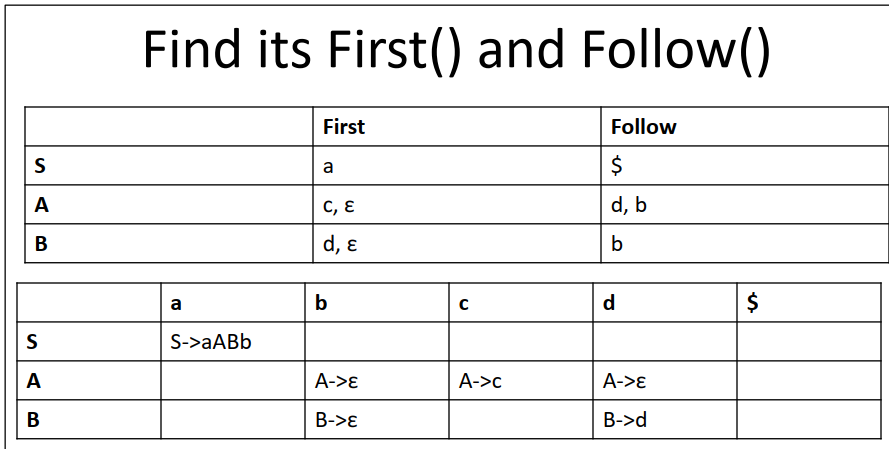 Find its First() and Follow()
First Follow
S a $
A c, ε d, b
B d, ε b
a b c d $
S S->aABb
A A->ε A->c A->ε
B B->ε B->d